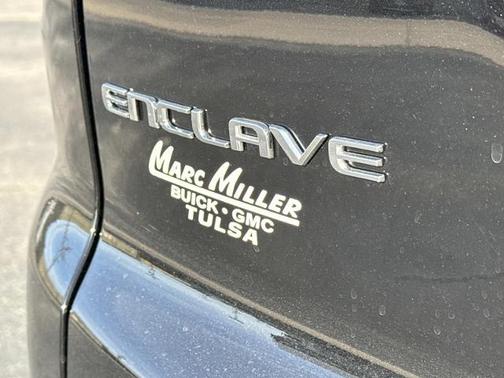 ENCLAVE
MARC MILLER
BUICK • GMC
TULSA